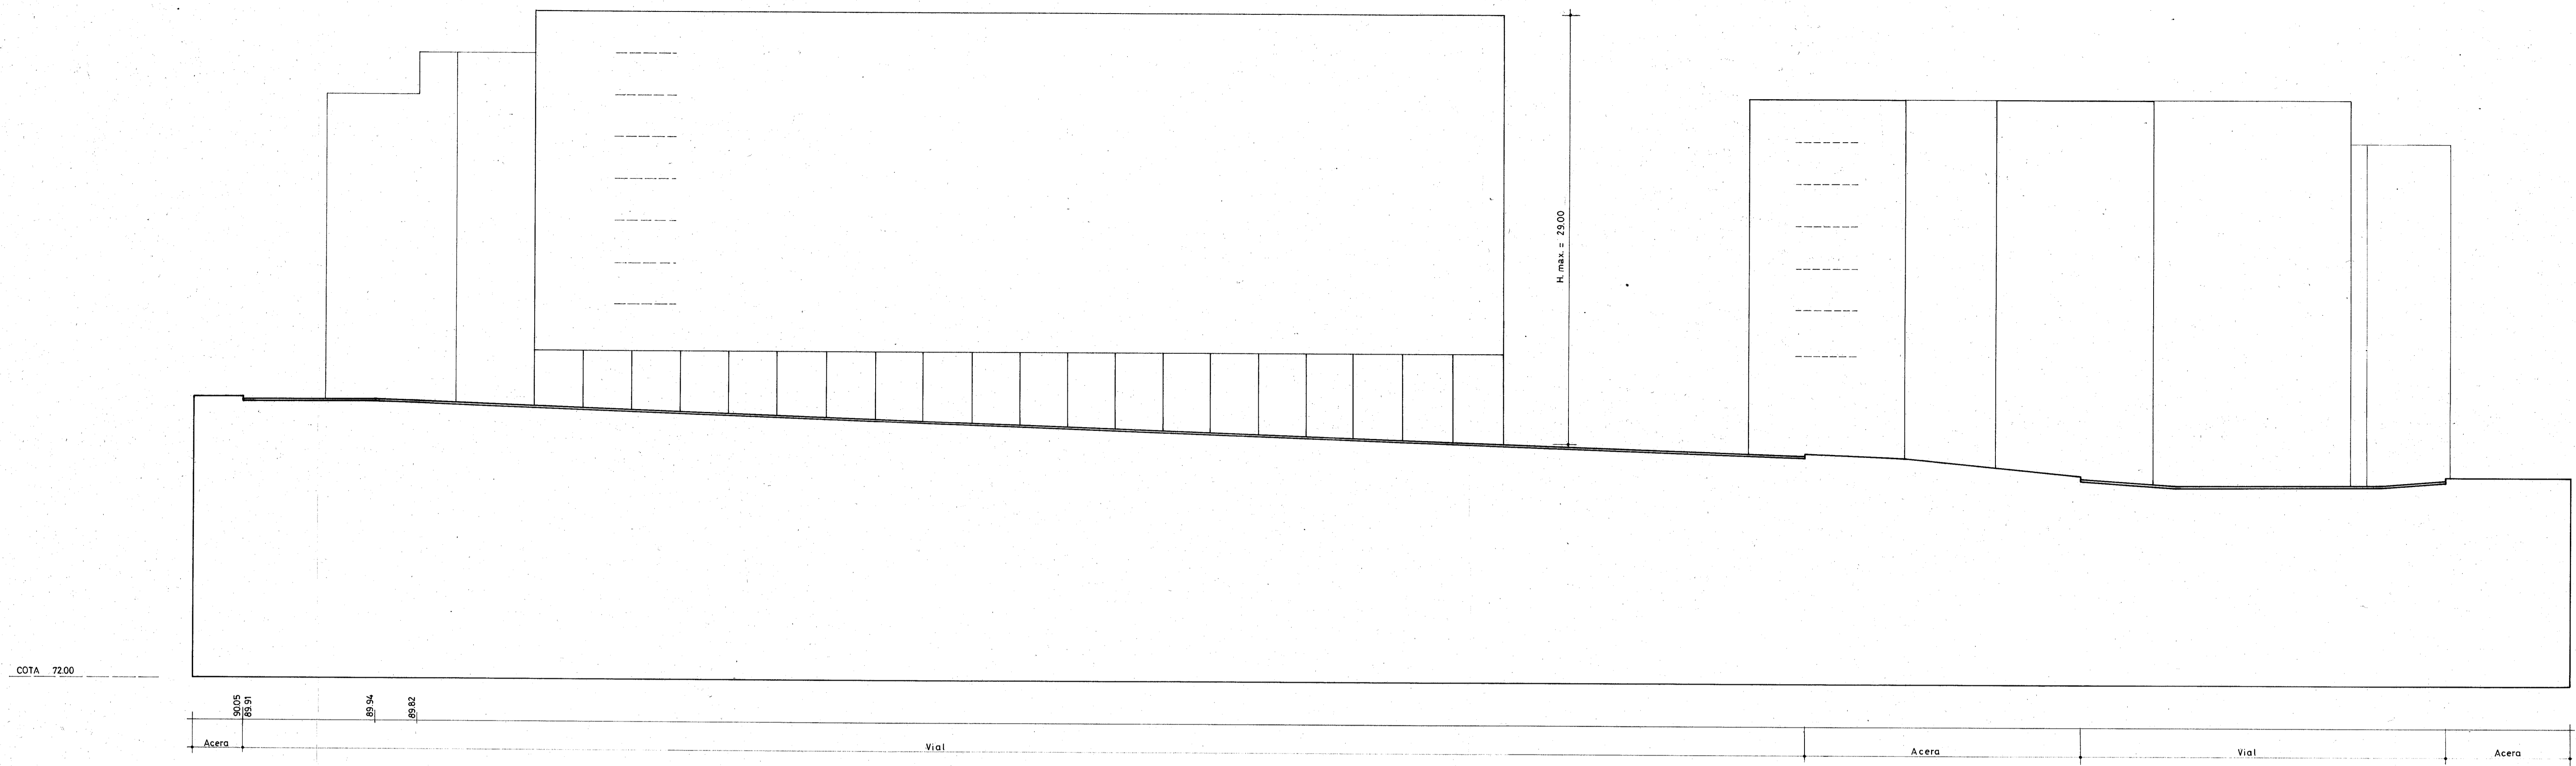 H. max. = 29.00
COTA 72.00
90.05
89.91
89.94
89.82
Acera
Vial
Acera
Vial
Acera